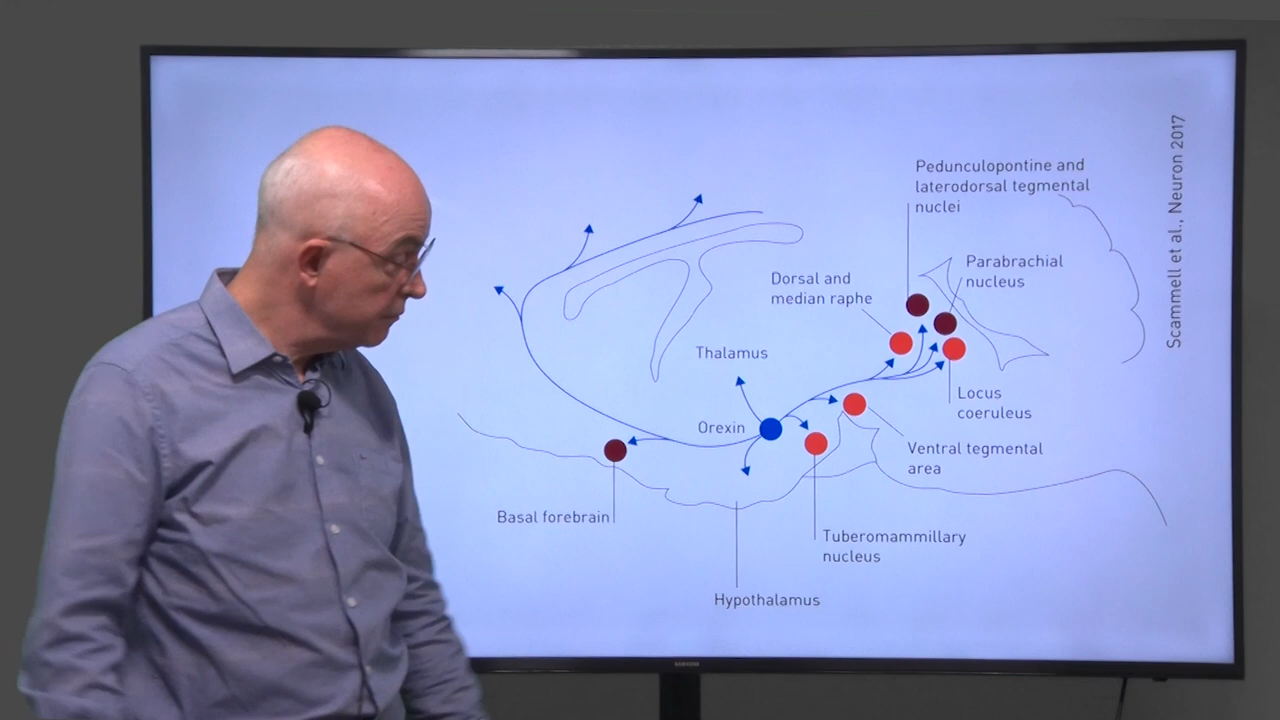 Pedunculopontine and
laterodorsal tegmental
nuclei
Scammell et al., Neuron 2017
Parabrachial
nucleus
Dorsal and
median raphe
Thalamus
Locus
coeruleus
Orexin
Ventral tegmental
area
Basal forebrain
Tuberomammillary
nucleus
Hypothalamus
SAMSUNG